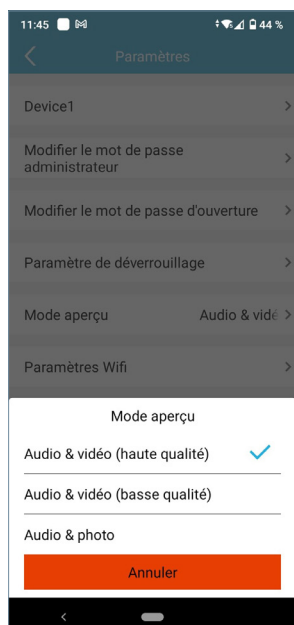 11:45 44 %
Paramètres
Device1
Modifier le mot de passe
administrateur
Modifier le mot de passe d'ouverture
Paramètre de déverrouillage
Mode aperçu Audio & vidé
Paramètres Wifi
Mode aperçu
Audio & vidéo (haute qualité)
Audio & vidéo (basse qualité)
Audio & photo
Annuler